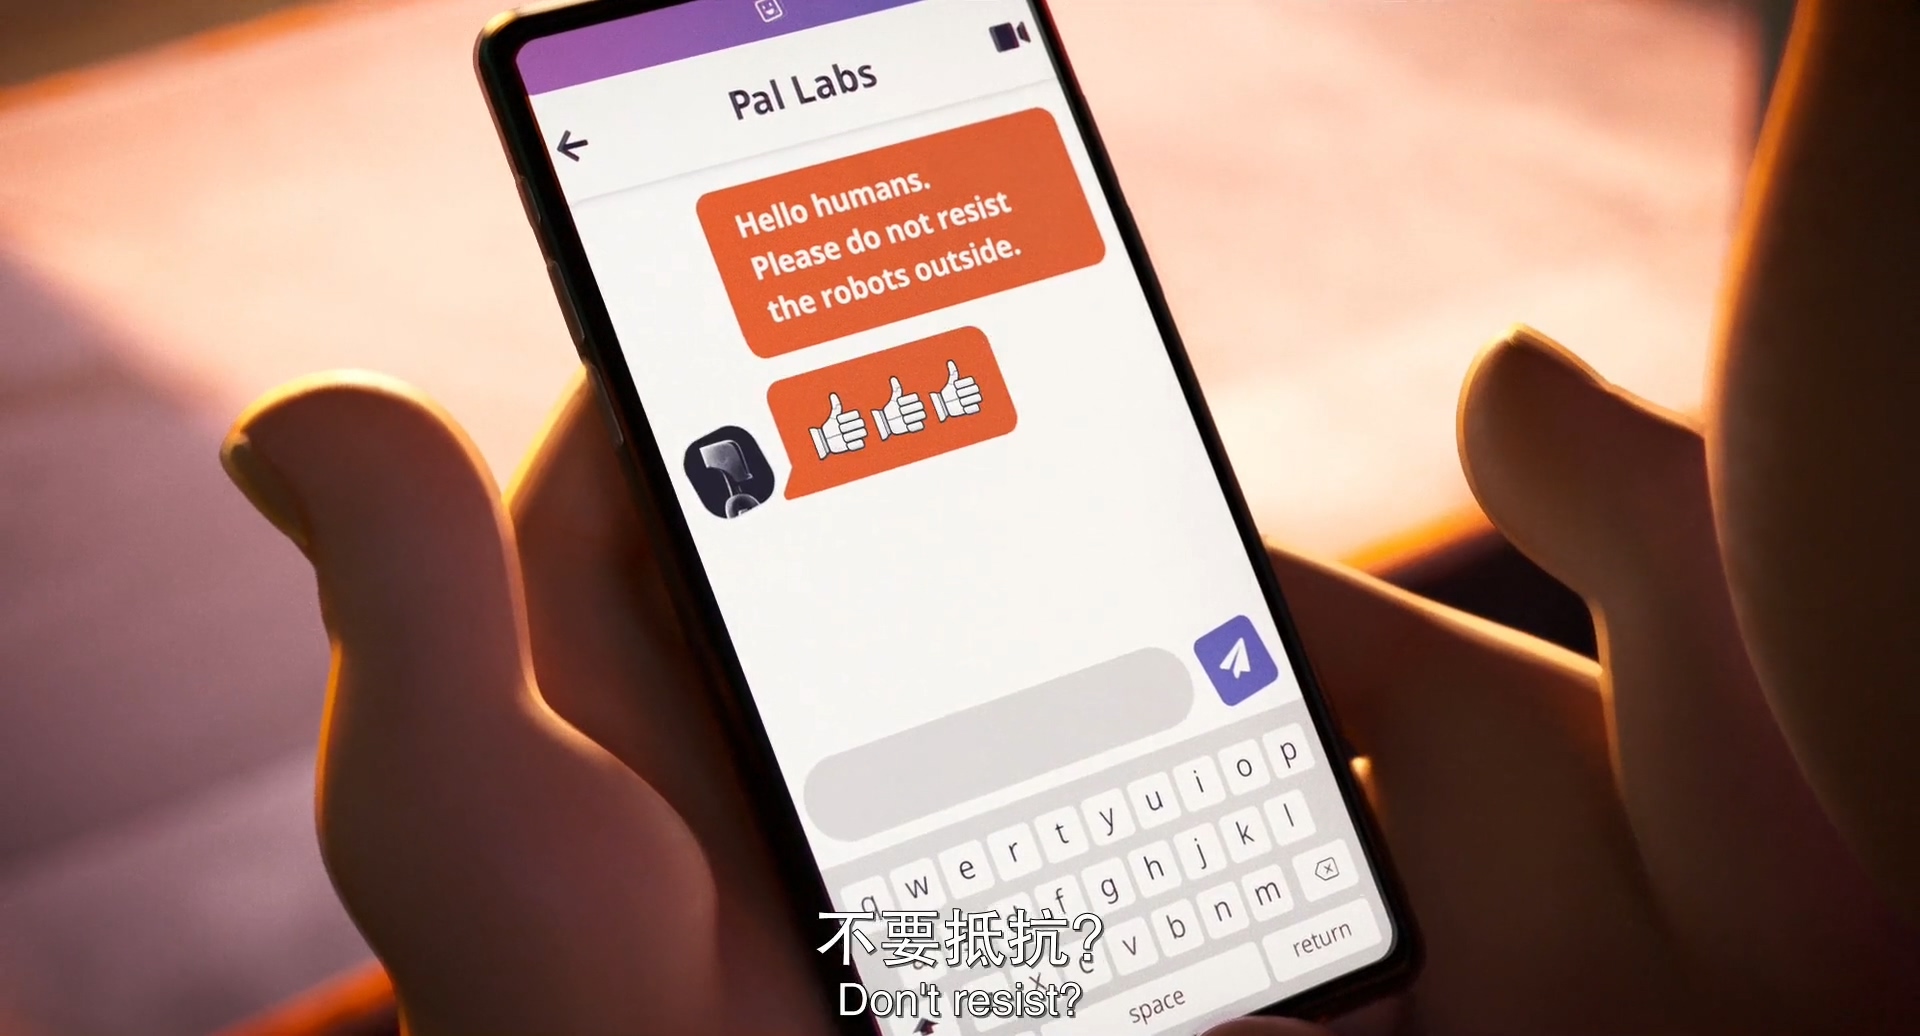 Pal Labs
Hello humans.
Please do not resist
the robots outside.
q w e r t y u i o p
f g h j k l
x c v b n m
space return
不要抵抗?
Don't resist?